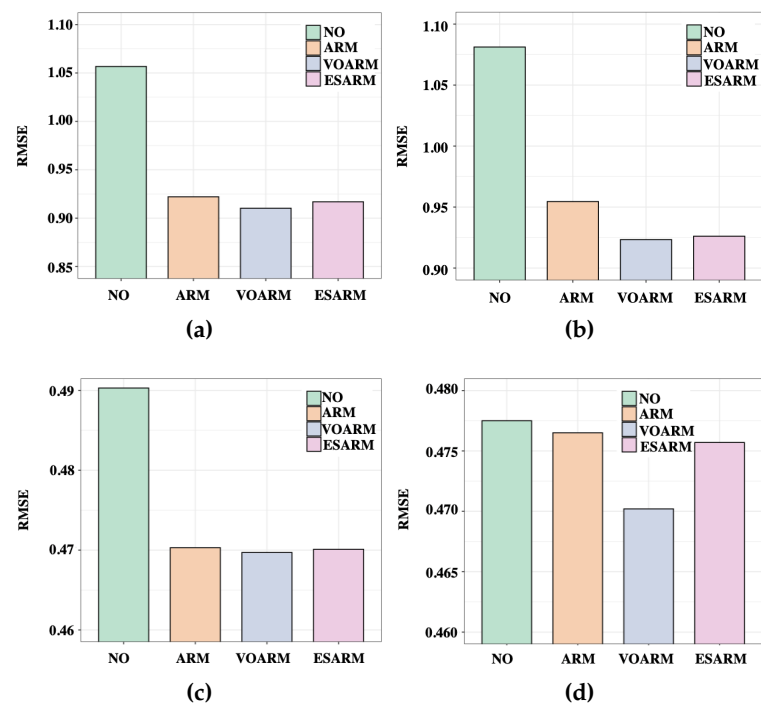 1.10
1.05
1.00
0.95
0.90
0.85
RMSE
NO
ARM
VOARM
ESARM
NO ARM VOARM ESARM
(a)
1.10
1.05
1.00
0.95
0.90
RMSE
NO
ARM
VOARM
ESARM
NO ARM VOARM ESARM
(b)
0.49
0.48
0.47
0.46
RMSE
NO
ARM
VOARM
ESARM
NO ARM VOARM ESARM
(c)
0.480
0.475
0.470
0.465
0.460
RMSE
NO
ARM
VOARM
ESARM
NO ARM VOARM ESARM
(d)